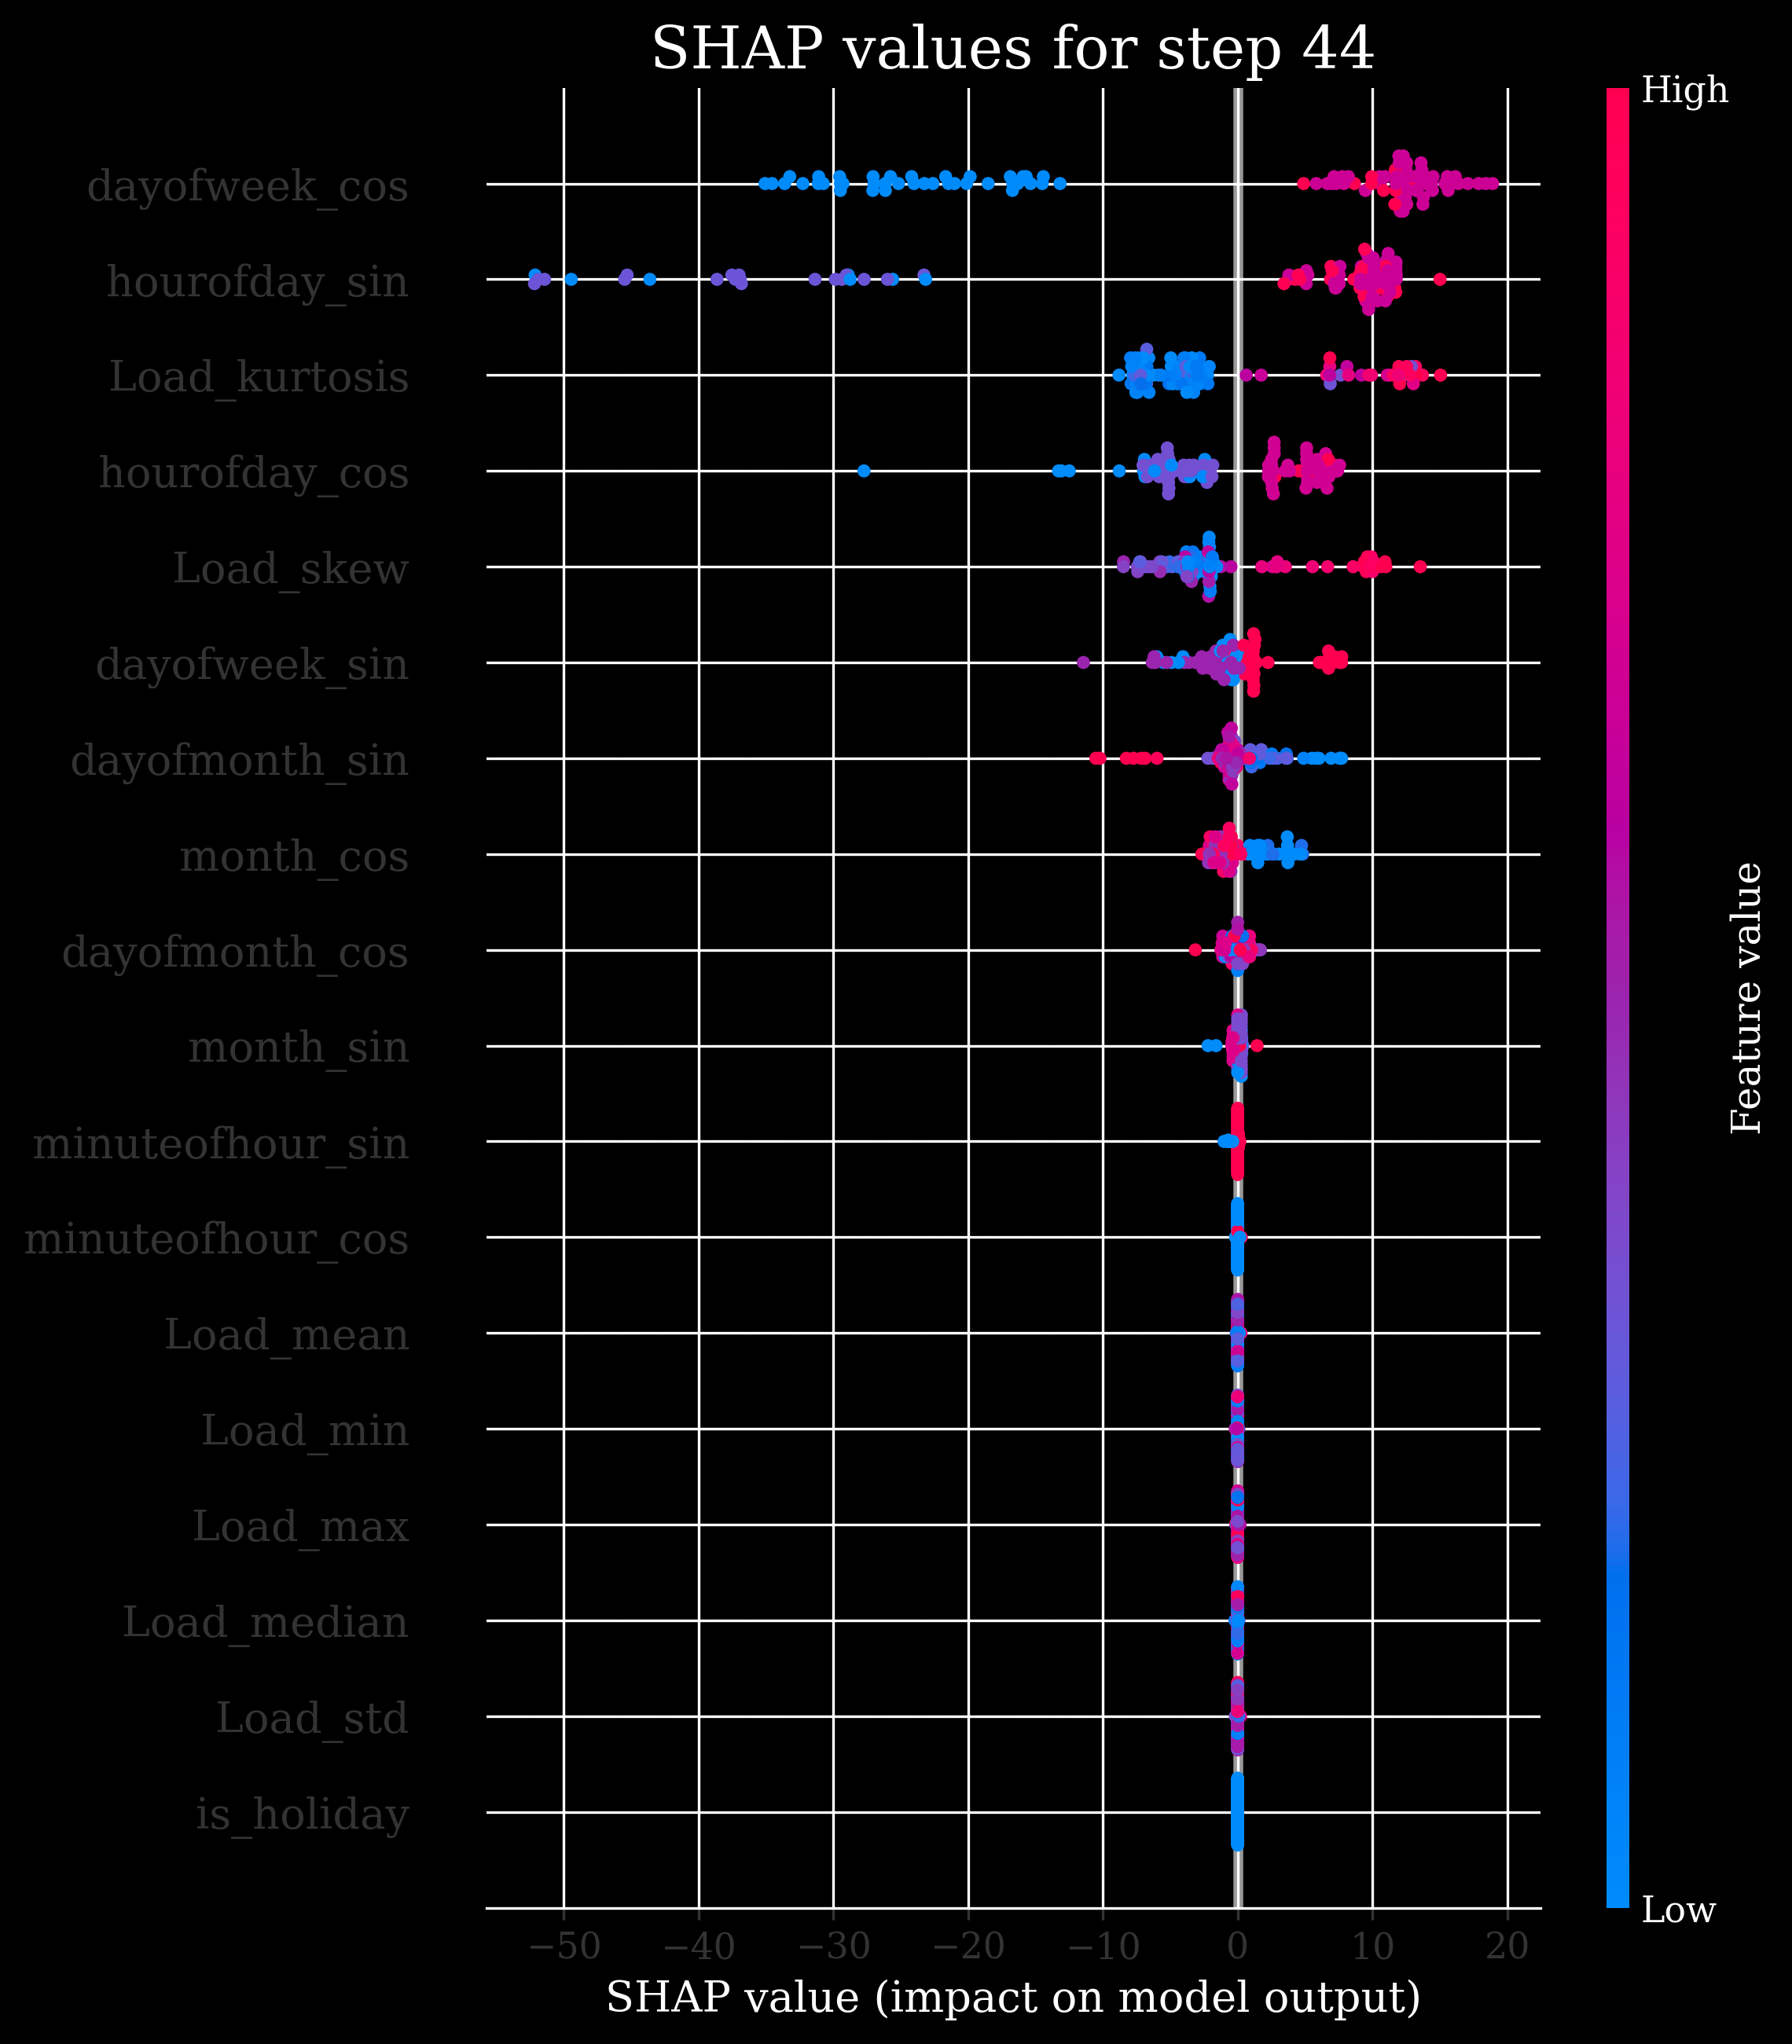 SHAP values for step 44
High
dayofweek_cos
hourofday_sin
Load_kurtosis
hourofday_cos
Load_skew
dayofweek_sin
dayofmonth_sin
month_cos
dayofmonth_cos
month_sin
minuteofhour_sin
minuteofhour_cos
Load_mean
Load_min
Load_max
Load_median
Load_std
is_holiday
Feature value
Low
−50 −40 −30 −20 −10 0 10 20
SHAP value (impact on model output)